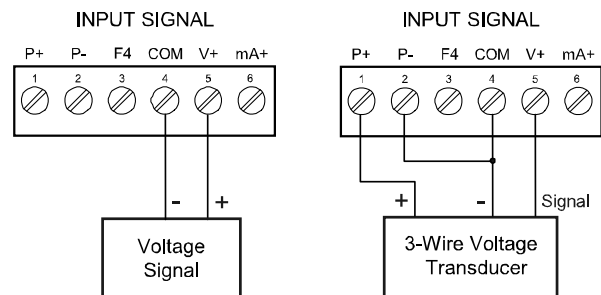 INPUT SIGNAL
P+ P- F4 COM V+ mA+
1 2 3 4 5 6
- +
Voltage
Signal
INPUT SIGNAL
P+ P- F4 COM V+ mA+
1 2 3 4 5 6
+ - Signal
3-Wire Voltage
Transducer